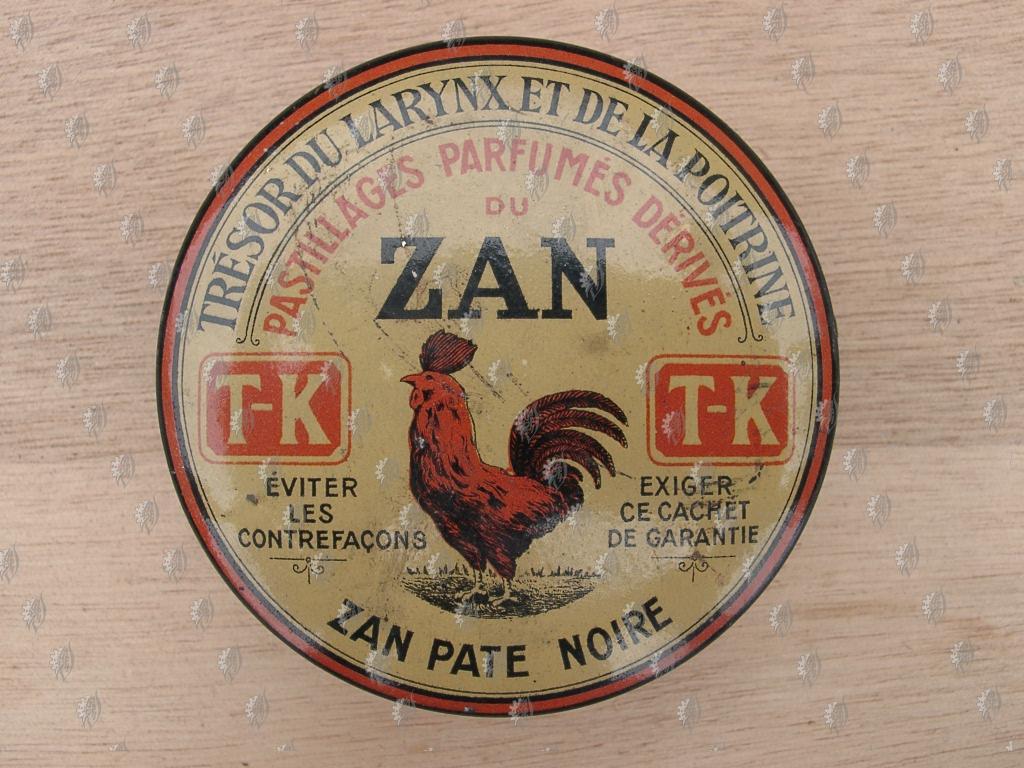 TRÉSOR DU LARYNX ET DE LA POITRINE
PASTILLAGES PARFUMÉS DÉRIVÉS
DU
ZAN
T-K
T-K
ÉVITER
LES
CONTREFAÇONS
EXIGER
CE CACHET
DE GARANTIE
ZAN PATE NOIRE